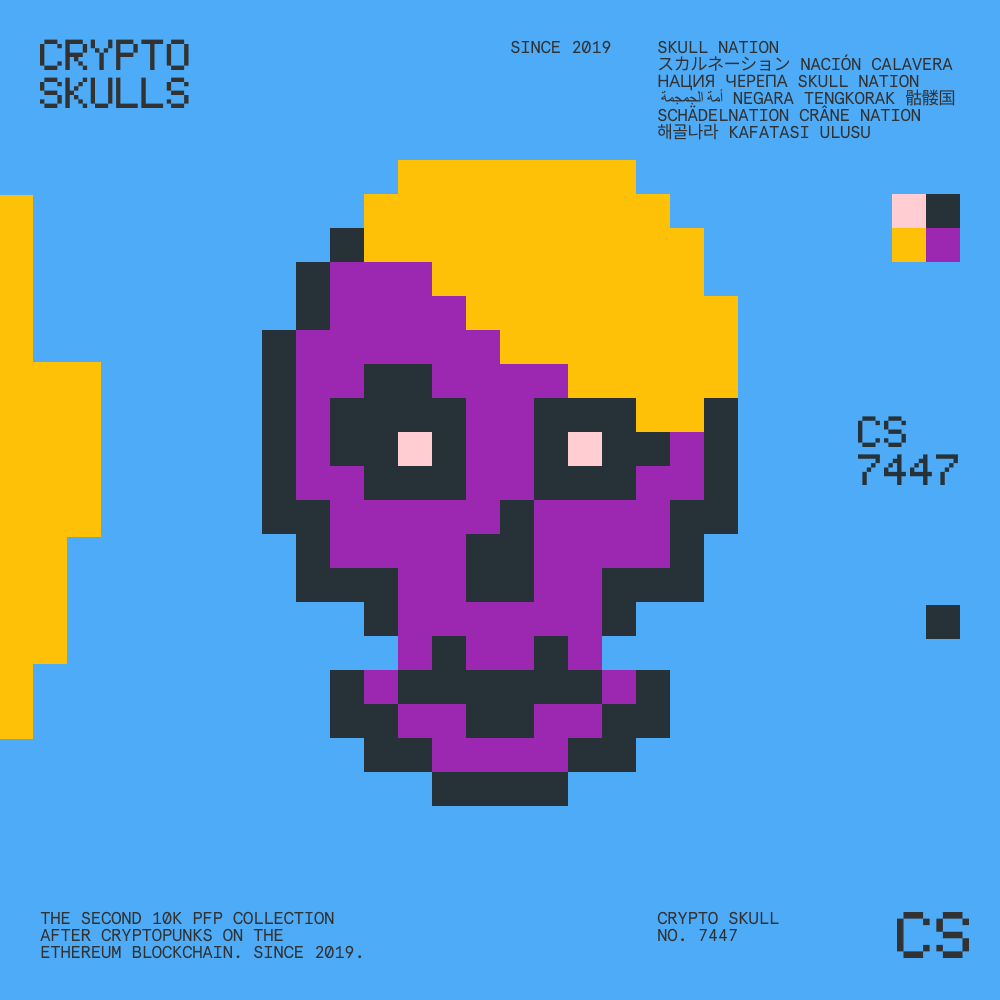 CRYPTO
SKULLS
SINCE 2019
SKULL NATION
スカルネーション NACIÓN CALAVERA
НАЦИЯ ЧЕРЕПА SKULL NATION
أمة الجمجمة NEGARA TENGKORAK 骷髅国
SCHÄDELNATION CRÂNE NATION
해골나라 KAFATASI ULUSU
CS
7447
THE SECOND 10K PFP COLLECTION
AFTER CRYPTOPUNKS ON THE
ETHEREUM BLOCKCHAIN. SINCE 2019.
CRYPTO SKULL
NO. 7447
CS